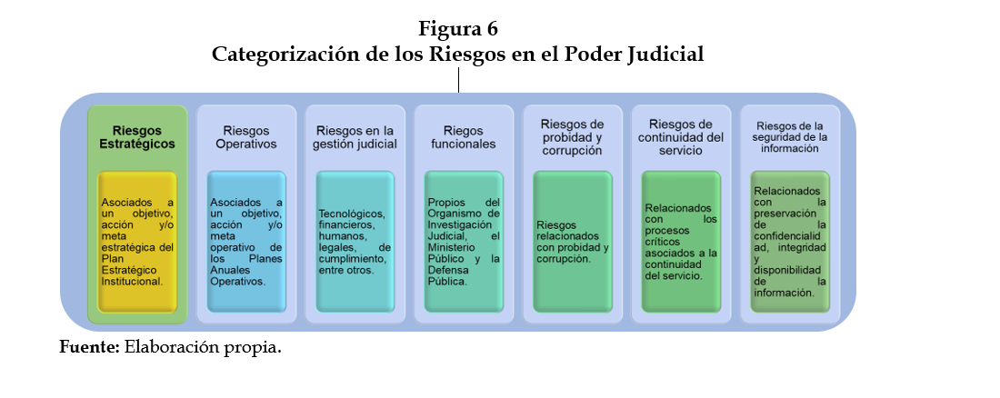 Figura 6
Categorización de los Riesgos en el Poder Judicial
Riesgos
Estratégicos
Asociados a
un objetivo,
acción y/o
meta
estratégica del
Plan
Estratégico
Institucional.
Riesgos
Operativos
Asociados a
un objetivo,
acción y/o
meta
operativo de
los Planes
Anuales
Operativos.
Riesgos en la
gestión judicial
Tecnológicos,
financieros,
humanos,
legales, de
cumplimiento,
entre otros.
Riegos
funcionales
Propios del
Organismo de
Investigación
Judicial, el
Ministerio
Público y la
Defensa
Pública.
Riesgos de
probidad y
corrupción
Riesgos
relacionados
con probidad y
corrupción.
Riesgos de
continuidad del
servicio
Relacionados
con los
procesos
críticos
asociados a la
continuidad
del servicio.
Riesgos de la
seguridad de la
información
Relacionados
con la
preservación
de la
confidencialid
ad, integridad
y
disponibilidad
de la
información.
Fuente: Elaboración propia.